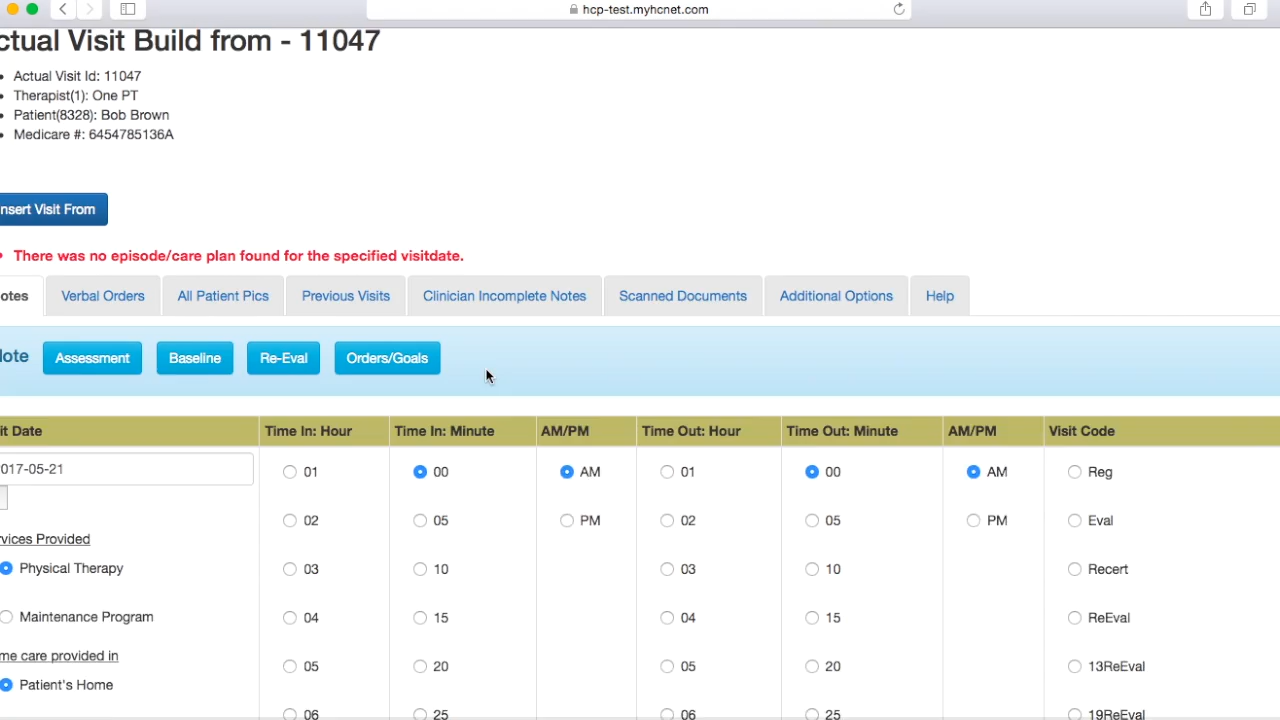 hcp-test.myhcnet.com
ctual Visit Build from - 11047
Actual Visit Id: 11047
Therapist(1): One PT
Patient(8328): Bob Brown
Medicare #: 6454785136A
nsert Visit From
There was no episode/care plan found for the specified visitdate.
otes Verbal Orders All Patient Pics Previous Visits Clinician Incomplete Notes Scanned Documents Additional Options Help
lote Assessment Baseline Re-Eval Orders/Goals
it Date Time In: Hour Time In: Minute AM/PM Time Out: Hour Time Out: Minute AM/PM Visit Code
017-05-21 01 00 AM 01 00 AM Reg
02 05 PM 02 05 PM Eval
rvices Provided
Physical Therapy 03 10 03 10 Recert
Maintenance Program 04 15 04 15 ReEval
me care provided in
05 20 05 20 13ReEval
Patient's Home
06 25 06 25 19ReEval